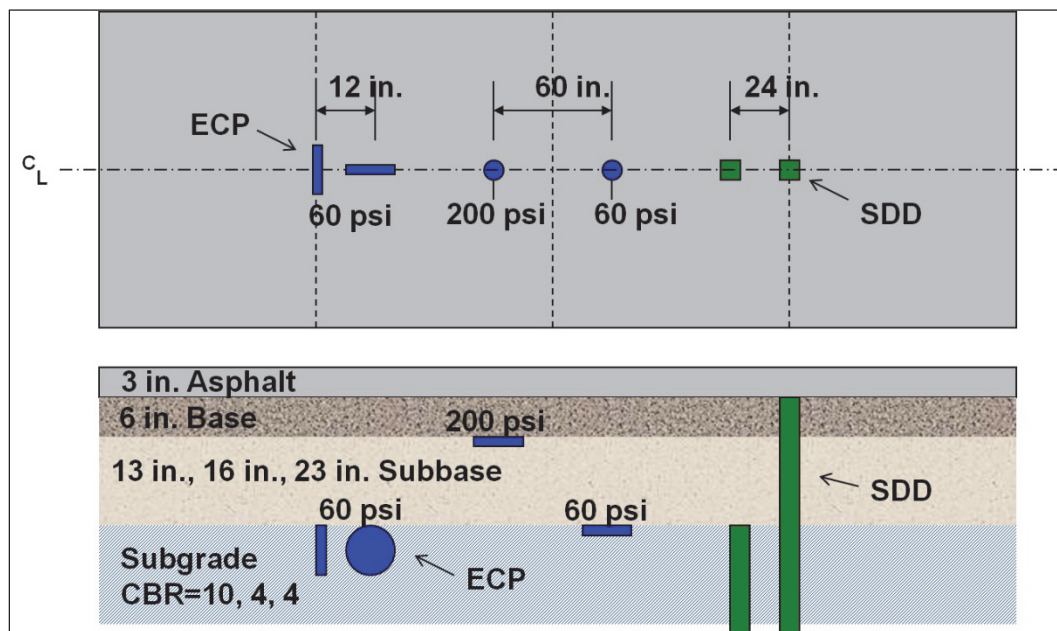 12 in.
60 in.
24 in.
ECP
CL
60 psi
200 psi
60 psi
SDD
3 in. Asphalt
6 in. Base
200 psi
13 in., 16 in., 23 in. Subbase
SDD
60 psi
60 psi
Subgrade
ECP
CBR=10, 4, 4